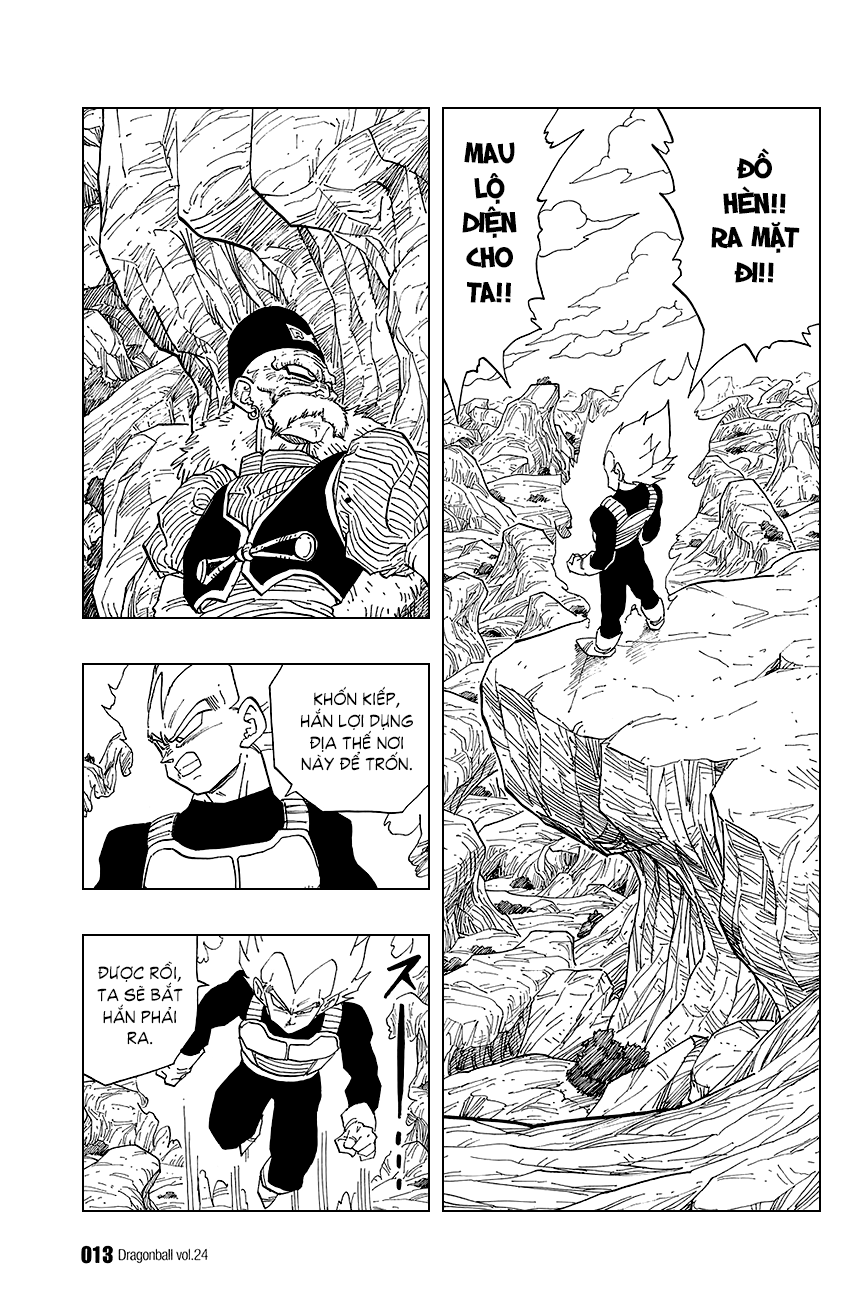 ĐỒ
HÈN!!
RA MẶT
ĐI!!
MAU
LỘ
DIỆN
CHO
TA!!
R
KHỐN KIẾP,
HẮN LỢI DỤNG
ĐỊA THẾ NƠI
NÀY ĐỂ TRỐN.
ĐƯỢC RỒI,
TA SẼ BẮT
HẮN PHẢI
RA.
ス
013 Dragonball vol.24